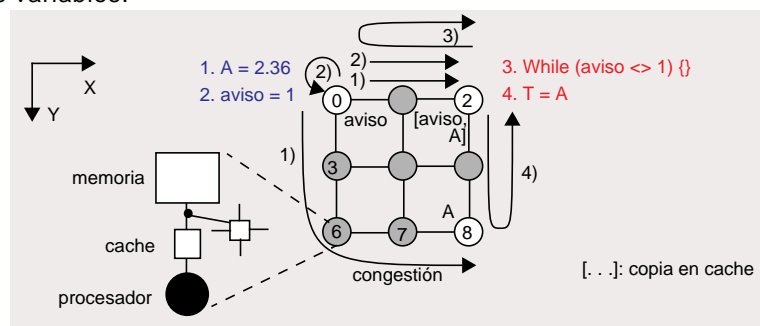 s variables.
3)
1. A = 2.36
2)
2)
1)
3. While (aviso <> 1) {}
2. aviso = 1
4. T = A
X
Y
0
2
aviso
[aviso,
A]
1)
3
4)
memoria
A
6
7
8
cache
congestión
[. . .]: copia en cache
procesador